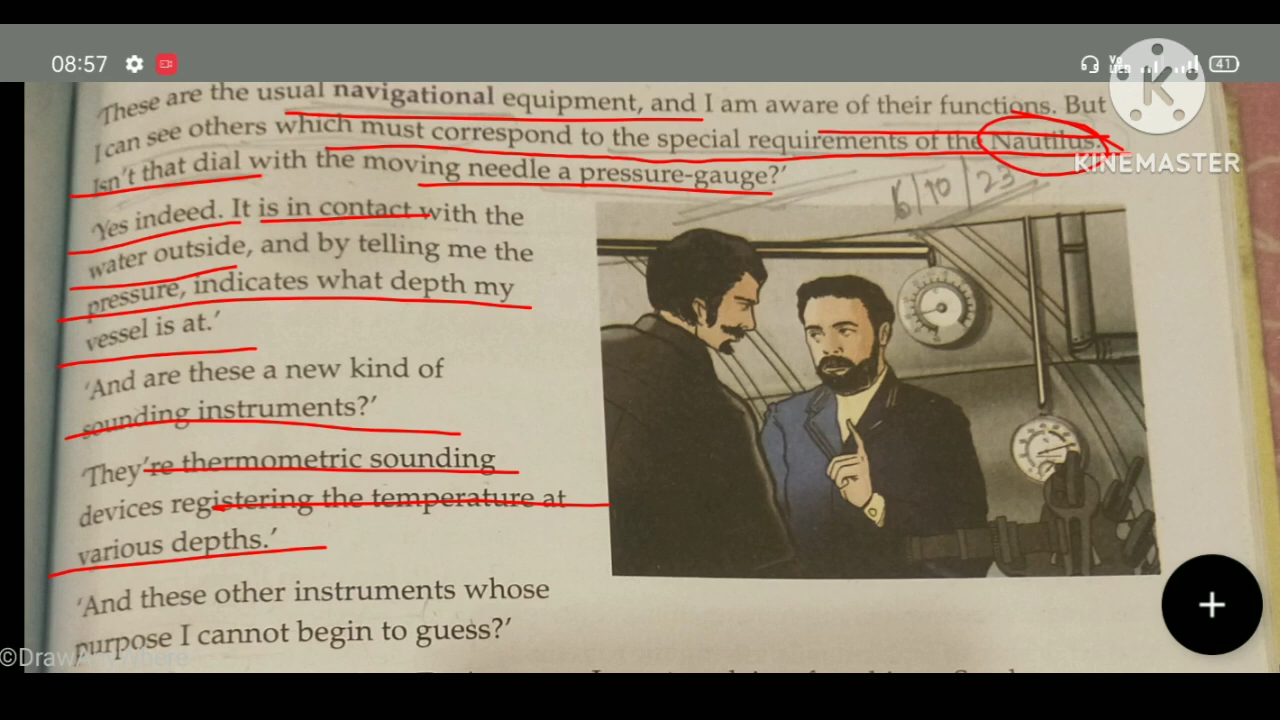 08:57
Vo
LTE
41
KINEMASTER
'These are the usual navigational equipment, and I am aware of their functions. But
I can see others which must correspond to the special requirements of the Nautilus.
Isn't that dial with the moving needle a pressure-gauge?'
6/10/23
'Yes indeed. It is in contact with the
water outside, and by telling me the
pressure, indicates what depth my
vessel is at.'
'And are these a new kind of
sounding instruments?'
'They're thermometric sounding
devices registering the temperature at
various depths.'
'And these other instruments whose
purpose I cannot begin to guess?'